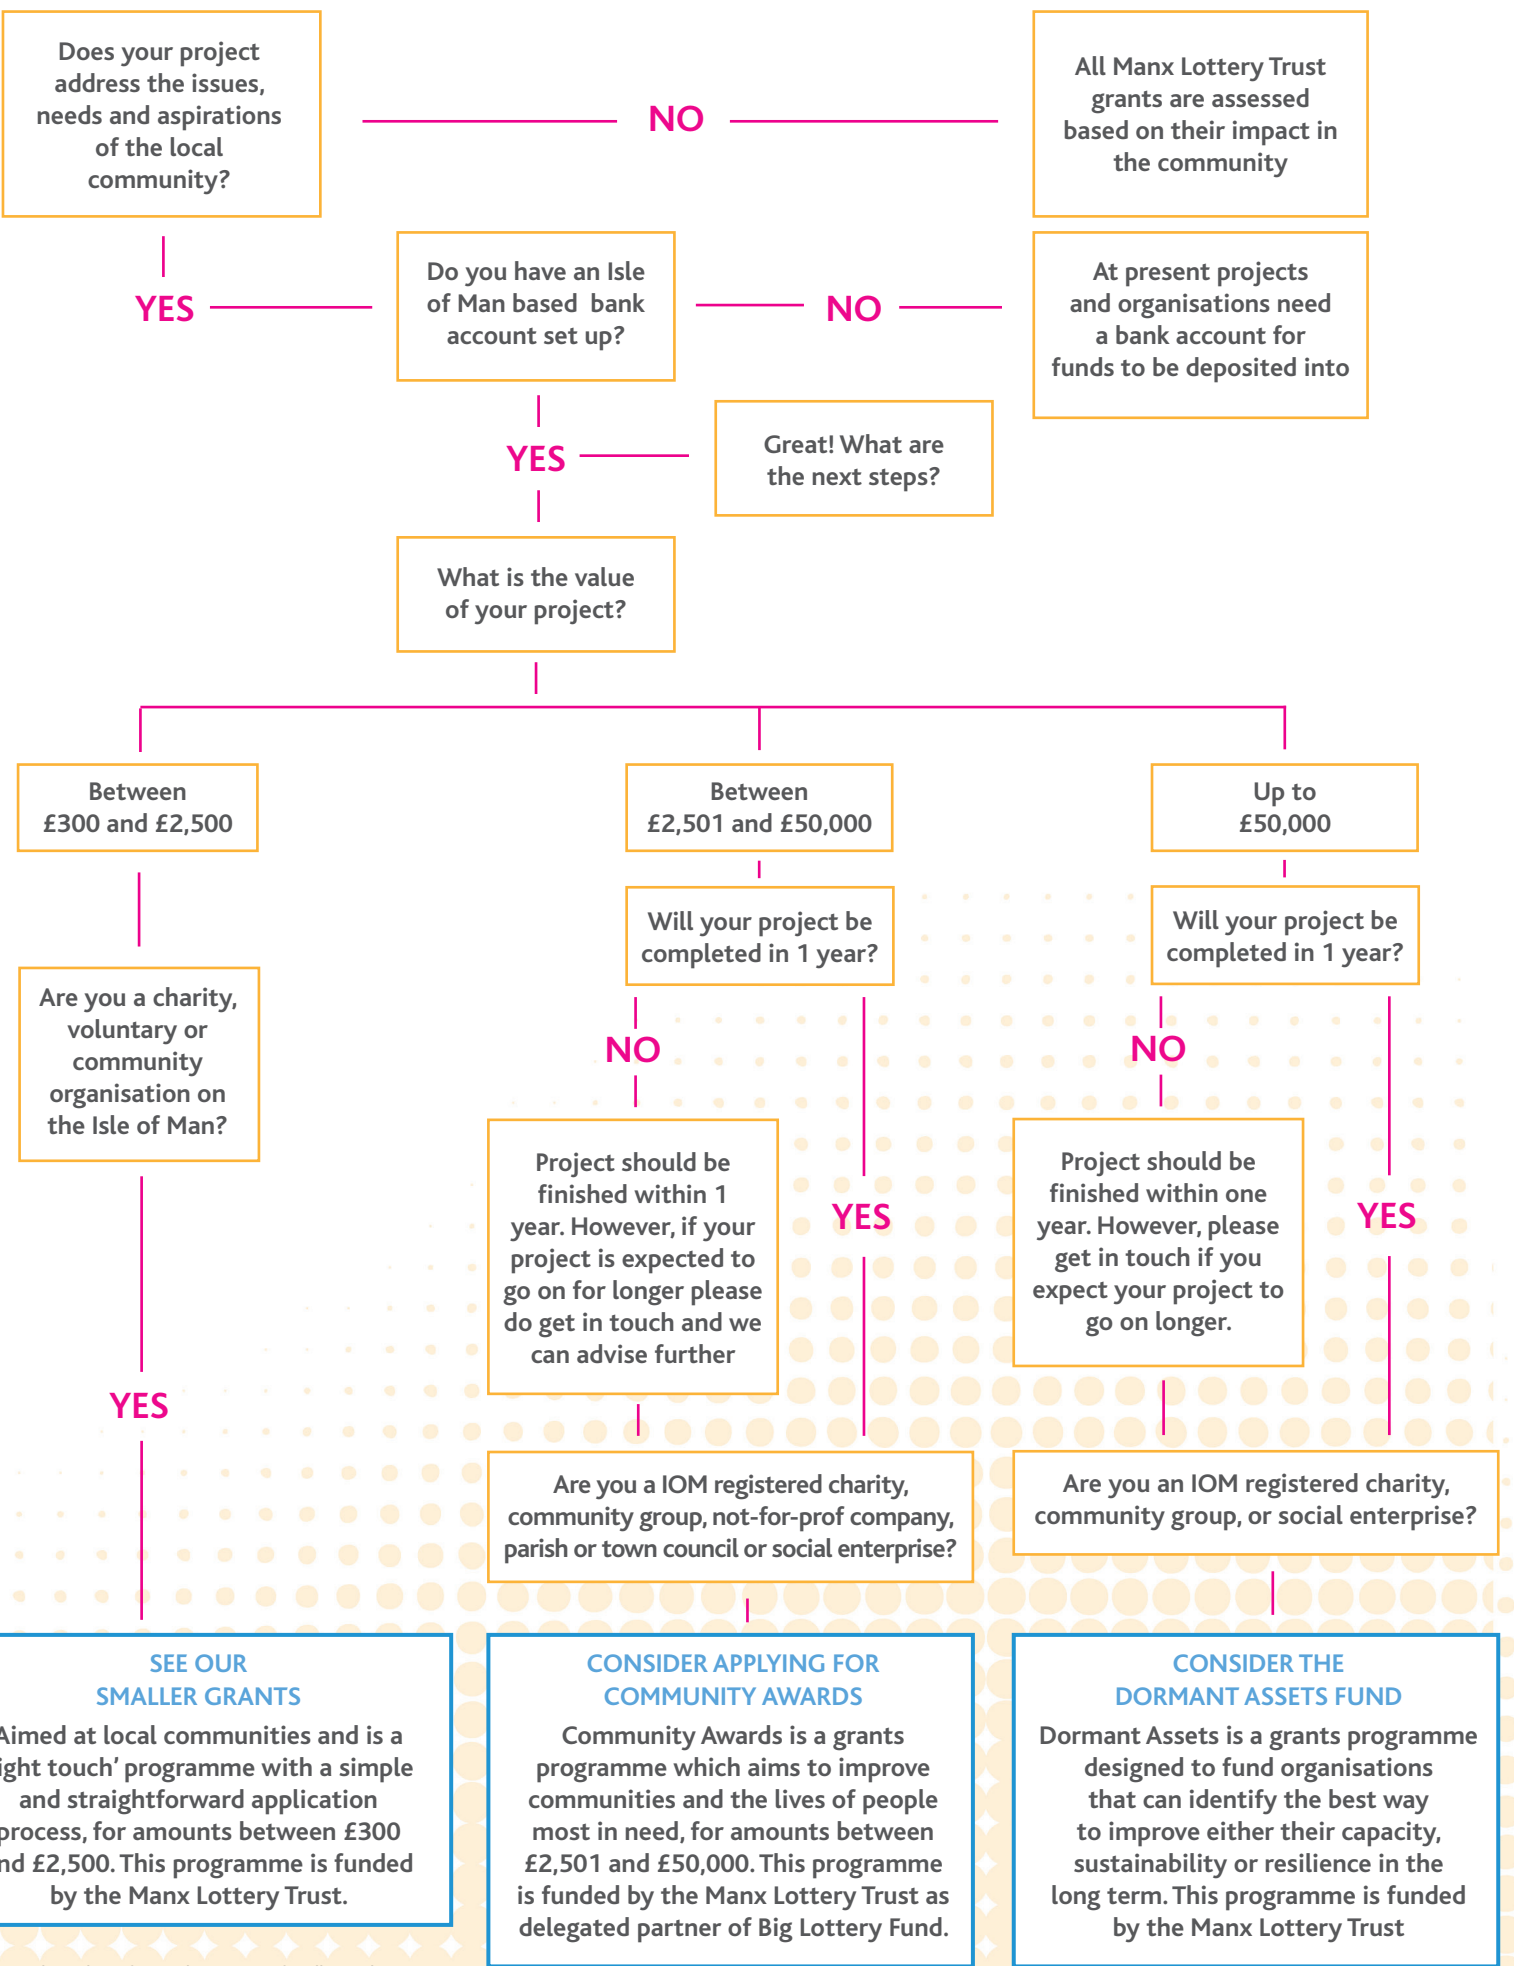 Does your project
address the issues,
needs and aspirations
of the local
community?
NO
All Manx Lottery Trust
grants are assessed
based on their impact in
the community
YES
Do you have an Isle
of Man based bank
account set up?
NO
At present projects
and organisations need
a bank account for
funds to be deposited into
YES
Great! What are
the next steps?
What is the value
of your project?
Between
£300 and £2,500
Are you a charity,
voluntary or
community
organisation on
the Isle of Man?
YES
SEE OUR
SMALLER GRANTS
Aimed at local communities and is a
ight touch’ programme with a simple
and straightforward application
process, for amounts between £300
nd £2,500. This programme is funded
by the Manx Lottery Trust.
Between
£2,501 and £50,000
Will your project be
completed in 1 year?
NO
Project should be
finished within 1
year. However, if your
project is expected to
go on for longer please
do get in touch and we
can advise further
YES
Are you a IOM registered charity,
community group, not-for-prof company,
parish or town council or social enterprise?
CONSIDER APPLYING FOR
COMMUNITY AWARDS
Community Awards is a grants
programme which aims to improve
communities and the lives of people
most in need, for amounts between
£2,501 and £50,000. This programme
is funded by the Manx Lottery Trust as
delegated partner of Big Lottery Fund.
Up to
£50,000
Will your project be
completed in 1 year?
NO
Project should be
finished within one
year. However, please
get in touch if you
expect your project to
go on longer.
YES
Are you an IOM registered charity,
community group, or social enterprise?
CONSIDER THE
DORMANT ASSETS FUND
Dormant Assets is a grants programme
designed to fund organisations
that can identify the best way
to improve either their capacity,
sustainability or resilience in the
long term. This programme is funded
by the Manx Lottery Trust